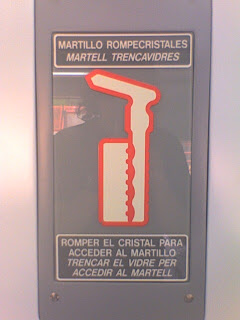 MARTILLO ROMPECRISTALES
MARTELL TRENCAVIDRES
ROMPER EL CRISTAL PARA
ACCEDER AL MARTILLO
TRENCAR EL VIDRE PER
ACCEDIR AL MARTELL